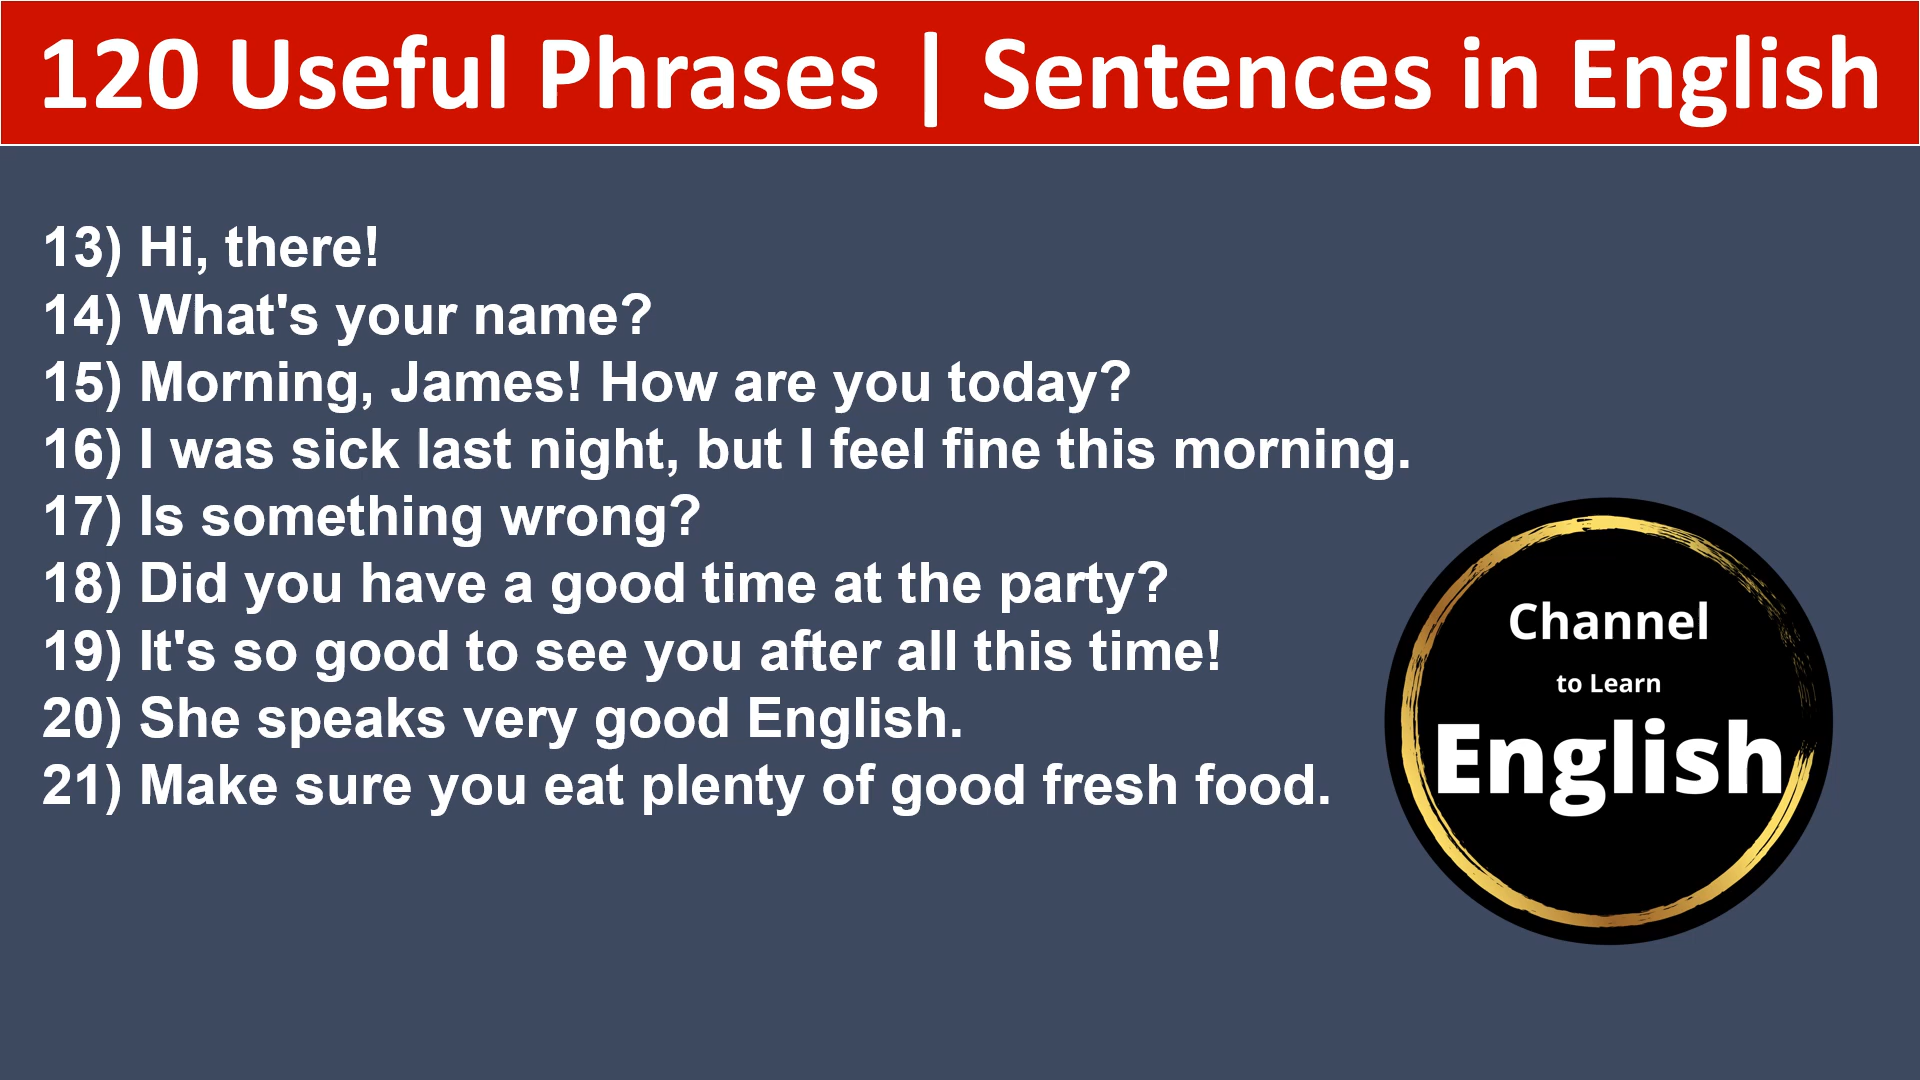 120 Useful Phrases | Sentences in English
13) Hi, there!
14) What's your name?
15) Morning, James! How are you today?
16) I was sick last night, but I feel fine this morning.
17) Is something wrong?
18) Did you have a good time at the party?
19) It's so good to see you after all this time!
20) She speaks very good English.
21) Make sure you eat plenty of good fresh food.
Channel
to Learn
English